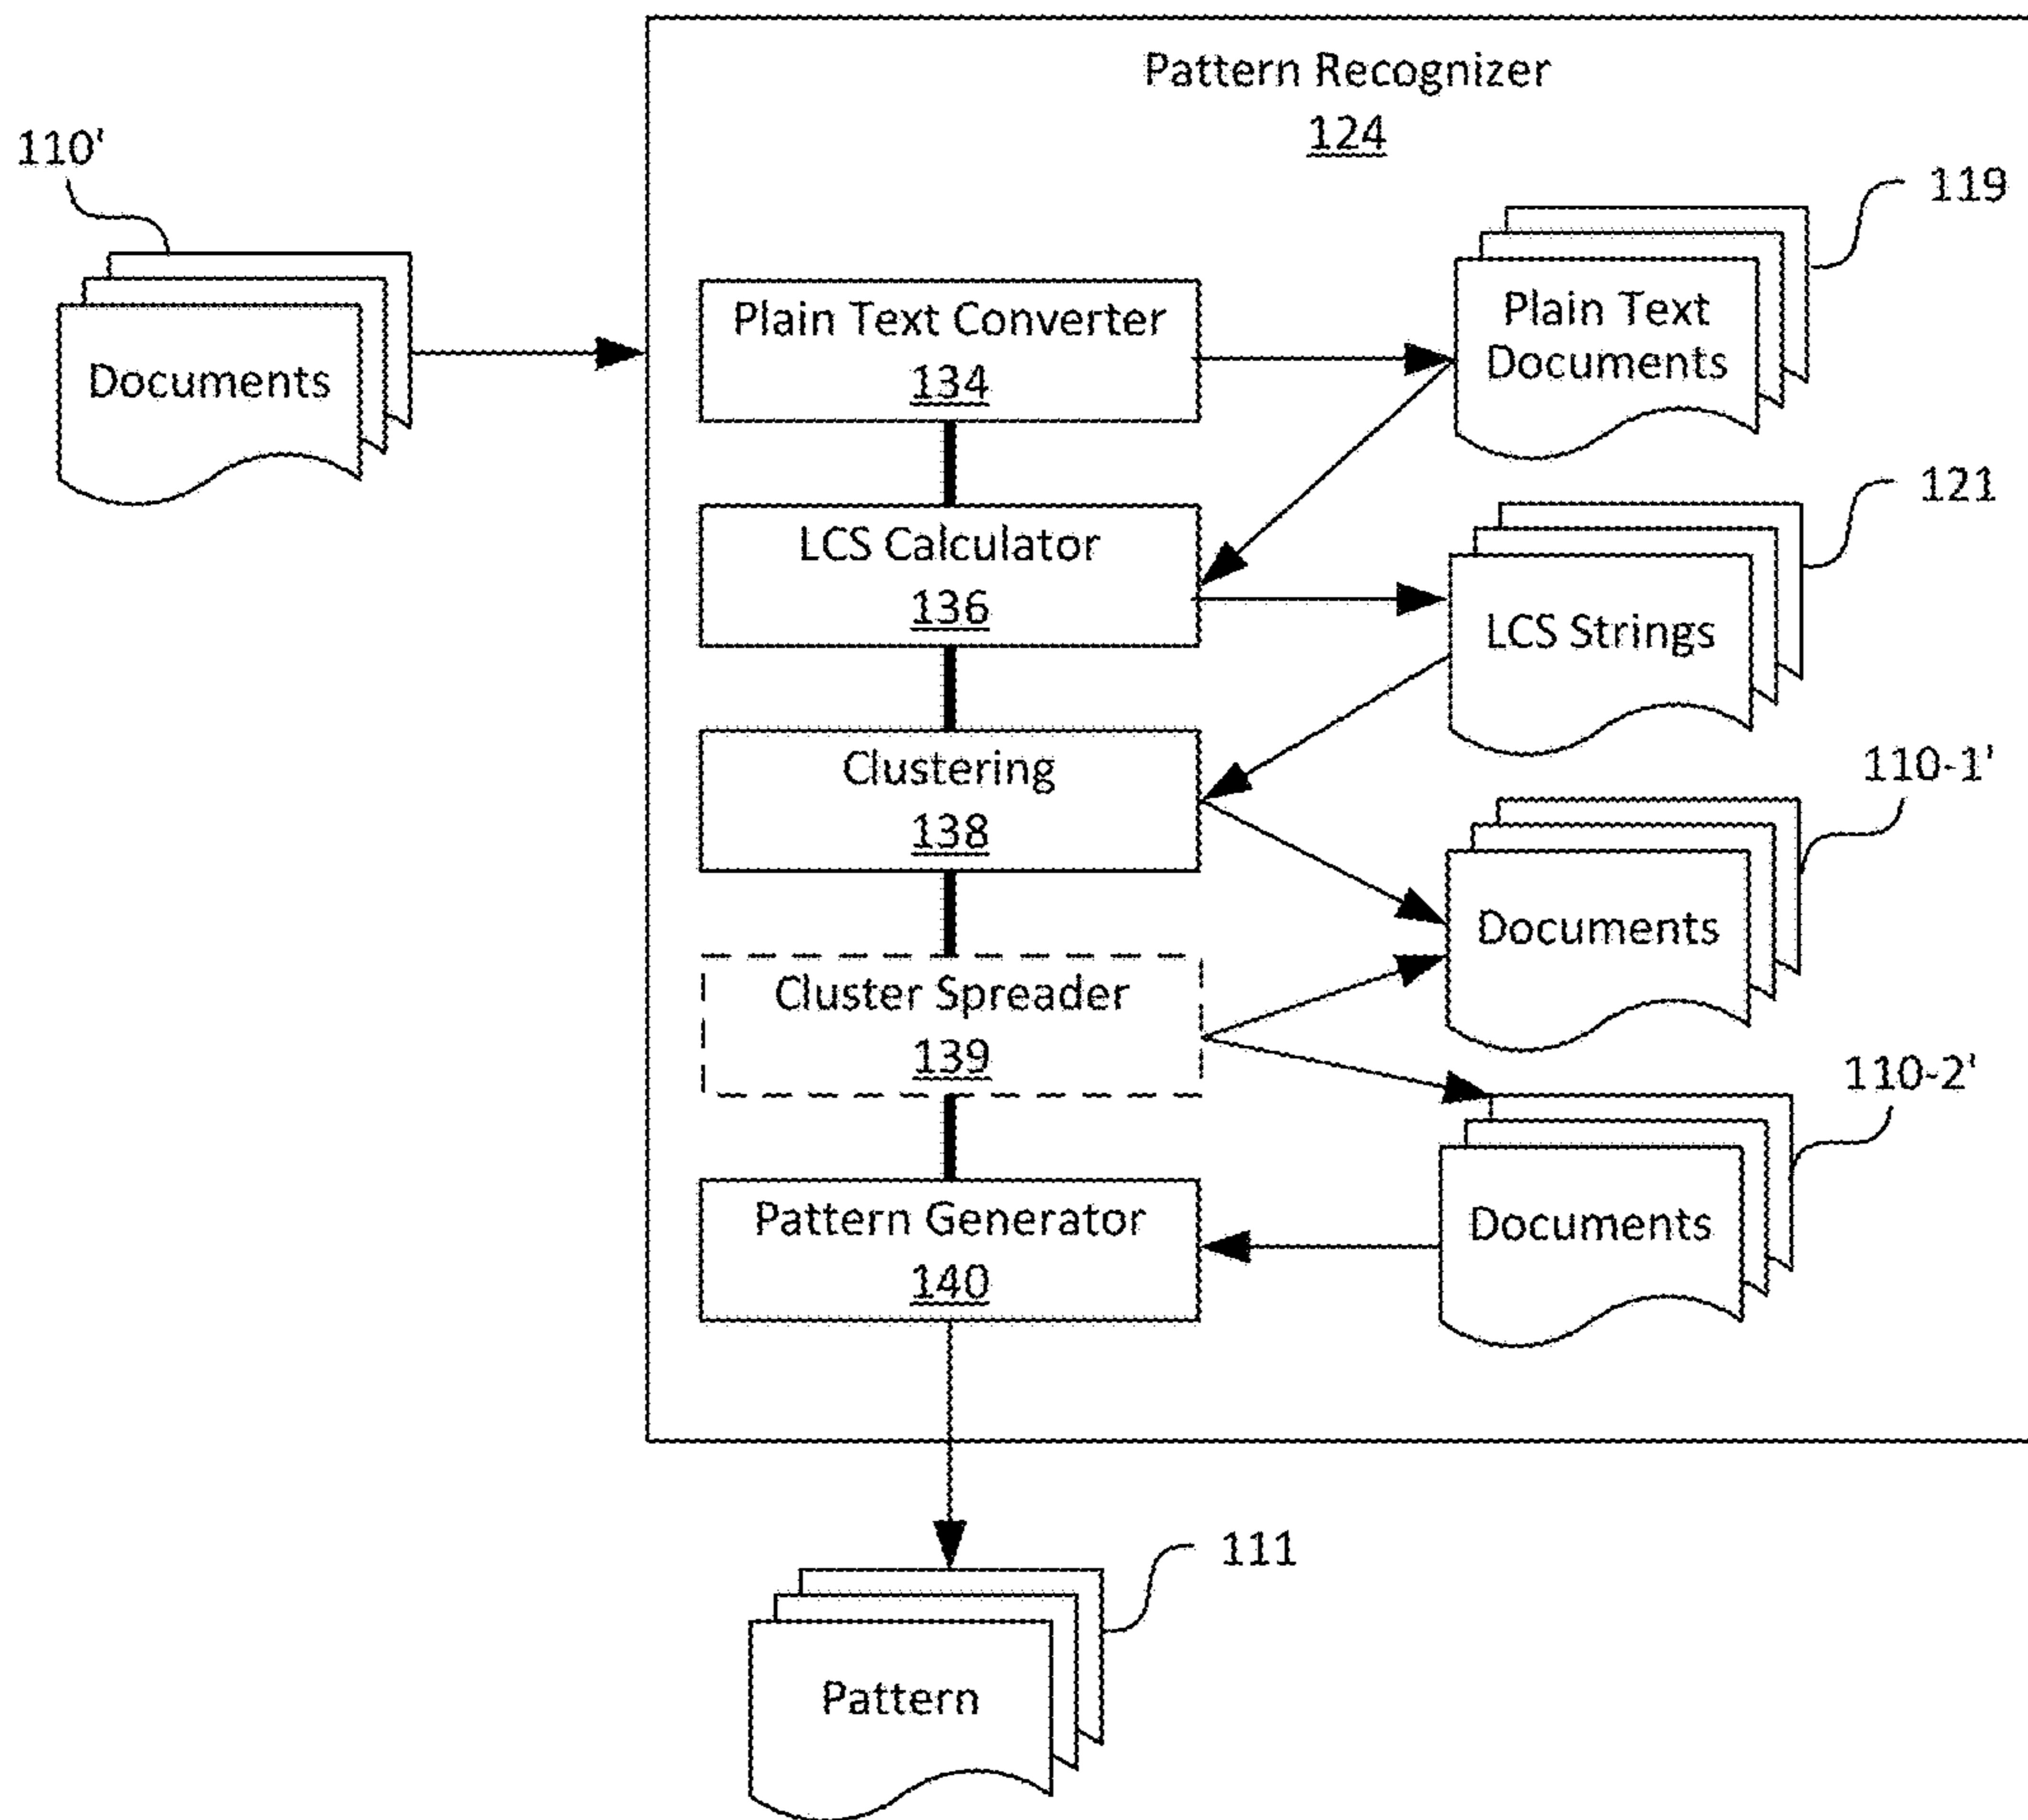 Pattern Recognizer
124
110'
119
Documents
Plain Text Converter
134
Plain Text
Documents
121
LCS Calculator
136
LCS Strings
110-1'
Clustering
138
Documents
Cluster Spreader
139
110-2'
Pattern Generator
140
Documents
111
Pattern